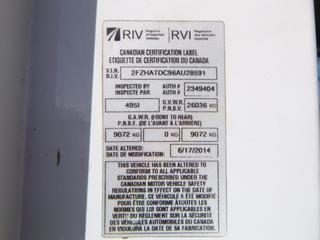 RIV Registrar of Imported Vehicles RVI Registraire des véhicules importés
CANADIAN CERTIFICATION LABEL
ETIQUETTE DE CERTIFICATION DU CANADA
V.I.N.
N.I.V. 2FZHATDC96AU28591
INSPECTED BY AUTH #
INSPECTE PAR AUTH # 2349404
495I G.V.W.R. P.N.B.V. 26036 KG
G.A.W.R. (FRONT TO REAR)
P.N.B.E. (DE L'AVANT À L'ARRIÈRE)
9072 KG 0 KG 9072 KG
DATE ALTERED:
DATE DE MODIFICATION: 6/17/2014
THIS VEHICLE HAS BEEN ALTERED TO
CONFORM TO ALL APPLICABLE
STANDARDS PRESCRIBED UNDER THE
CANADIAN MOTOR VEHICLE SAFETY
REGULATIONS IN EFFECT ON THE DATE OF
MANUFACTURE. / CE VÉHICULE A ÉTÉ MODIFIÉ
POUR ÊTRE CONFORME À TOUTES LES
NORMES QUI LUI SONT APPLICABLES EN
VERTU DU RÈGLEMENT SUR LA SÉCURITÉ
DES VÉHICULES AUTOMOBILES DU CANADA
EN VIGUEUR À LA DATE DE SA FABRICATION.